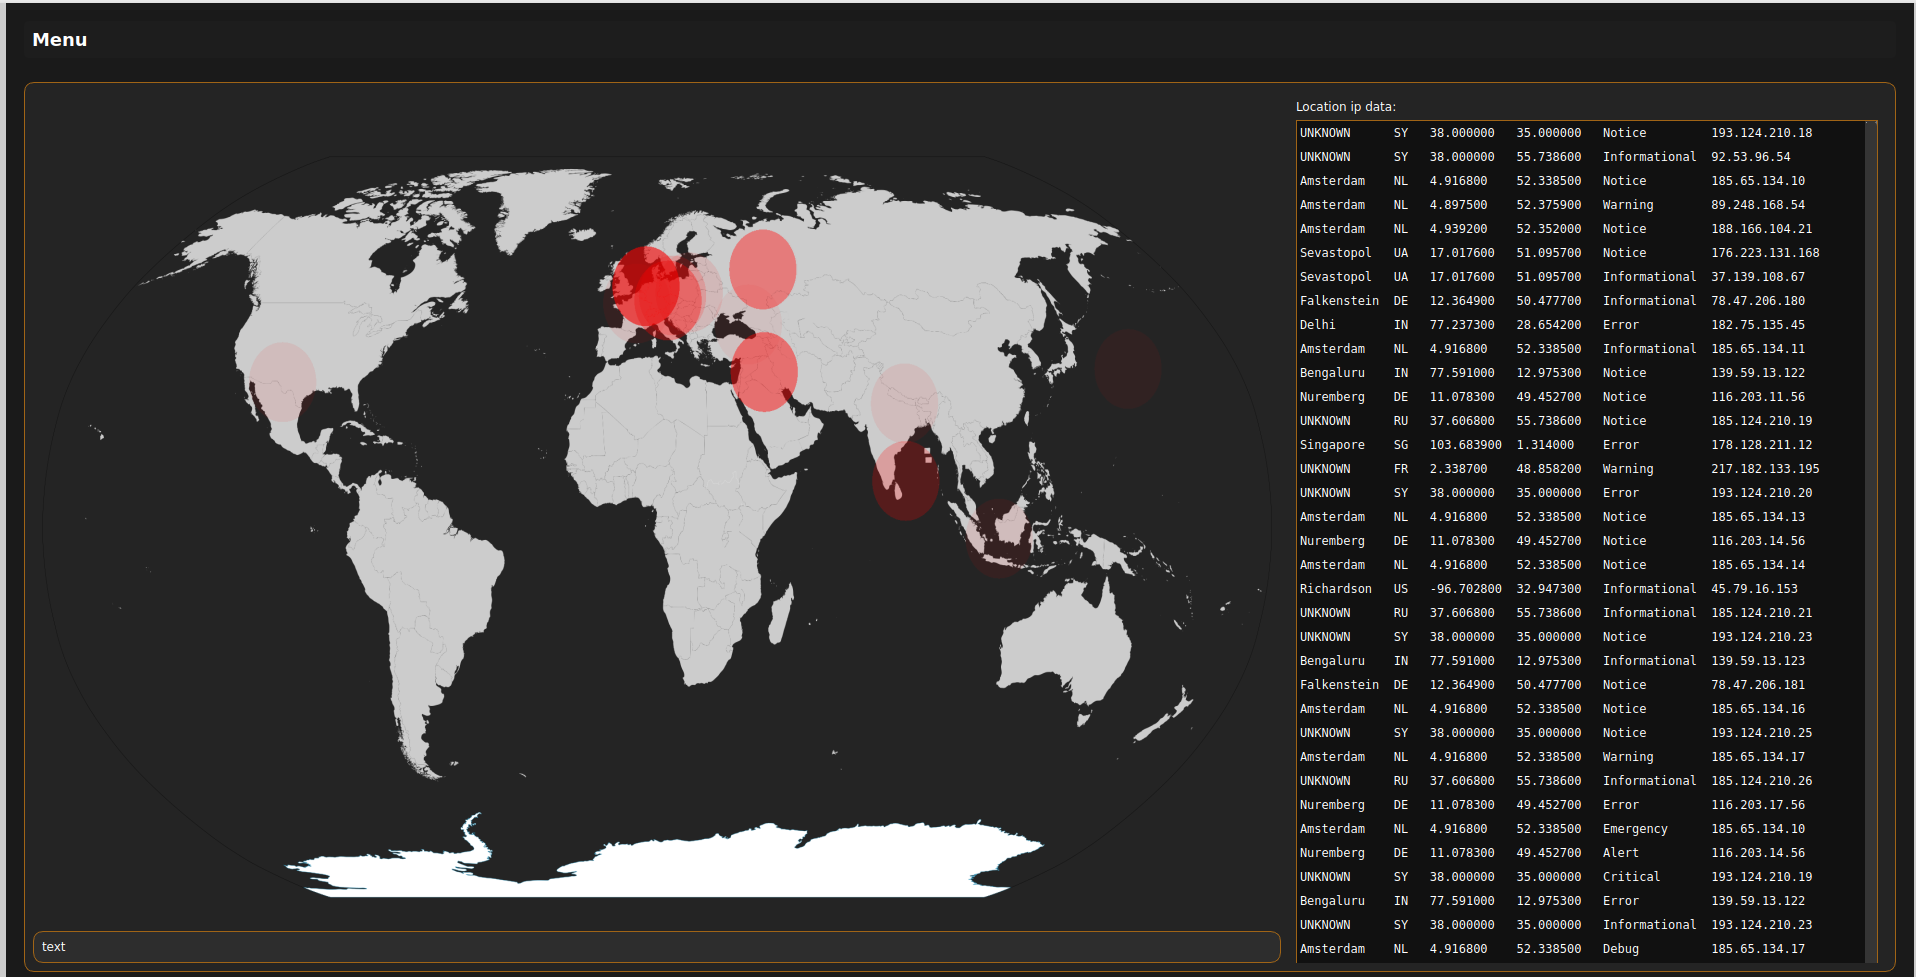 Menu
Location ip data:
UNKNOWN SY 38.000000 35.000000 Notice 193.124.210.18
UNKNOWN SY 38.000000 55.738600 Informational 92.53.96.54
Amsterdam NL 4.916800 52.338500 Notice 185.65.134.10
Amsterdam NL 4.897500 52.375900 Warning 89.248.168.54
Amsterdam NL 4.939200 52.352000 Notice 188.166.104.21
Sevastopol UA 17.017600 51.095700 Notice 176.223.131.168
Sevastopol UA 17.017600 51.095700 Informational 37.139.108.67
Falkenstein DE 12.364900 50.477700 Informational 78.47.206.180
Delhi IN 77.237300 28.654200 Error 182.75.135.45
Amsterdam NL 4.916800 52.338500 Informational 185.65.134.11
Bengaluru IN 77.591000 12.975300 Notice 139.59.13.122
Nuremberg DE 11.078300 49.452700 Notice 116.203.11.56
UNKNOWN RU 37.606800 55.738600 Notice 185.124.210.19
Singapore SG 103.683900 1.314000 Error 178.128.211.12
UNKNOWN FR 2.338700 48.858200 Warning 217.182.133.195
UNKNOWN SY 38.000000 35.000000 Error 193.124.210.20
Amsterdam NL 4.916800 52.338500 Notice 185.65.134.13
Nuremberg DE 11.078300 49.452700 Notice 116.203.14.56
Amsterdam NL 4.916800 52.338500 Notice 185.65.134.14
Richardson US -96.702800 32.947300 Informational 45.79.16.153
UNKNOWN RU 37.606800 55.738600 Informational 185.124.210.21
UNKNOWN SY 38.000000 35.000000 Notice 193.124.210.23
Bengaluru IN 77.591000 12.975300 Informational 139.59.13.123
Falkenstein DE 12.364900 50.477700 Notice 78.47.206.181
Amsterdam NL 4.916800 52.338500 Notice 185.65.134.16
UNKNOWN SY 38.000000 35.000000 Notice 193.124.210.25
Amsterdam NL 4.916800 52.338500 Warning 185.65.134.17
UNKNOWN RU 37.606800 55.738600 Informational 185.124.210.26
Nuremberg DE 11.078300 49.452700 Error 116.203.17.56
Amsterdam NL 4.916800 52.338500 Emergency 185.65.134.10
Nuremberg DE 11.078300 49.452700 Alert 116.203.14.56
UNKNOWN SY 38.000000 35.000000 Critical 193.124.210.19
Bengaluru IN 77.591000 12.975300 Error 139.59.13.122
UNKNOWN SY 38.000000 35.000000 Informational 193.124.210.23
Amsterdam NL 4.916800 52.338500 Debug 185.65.134.17
text